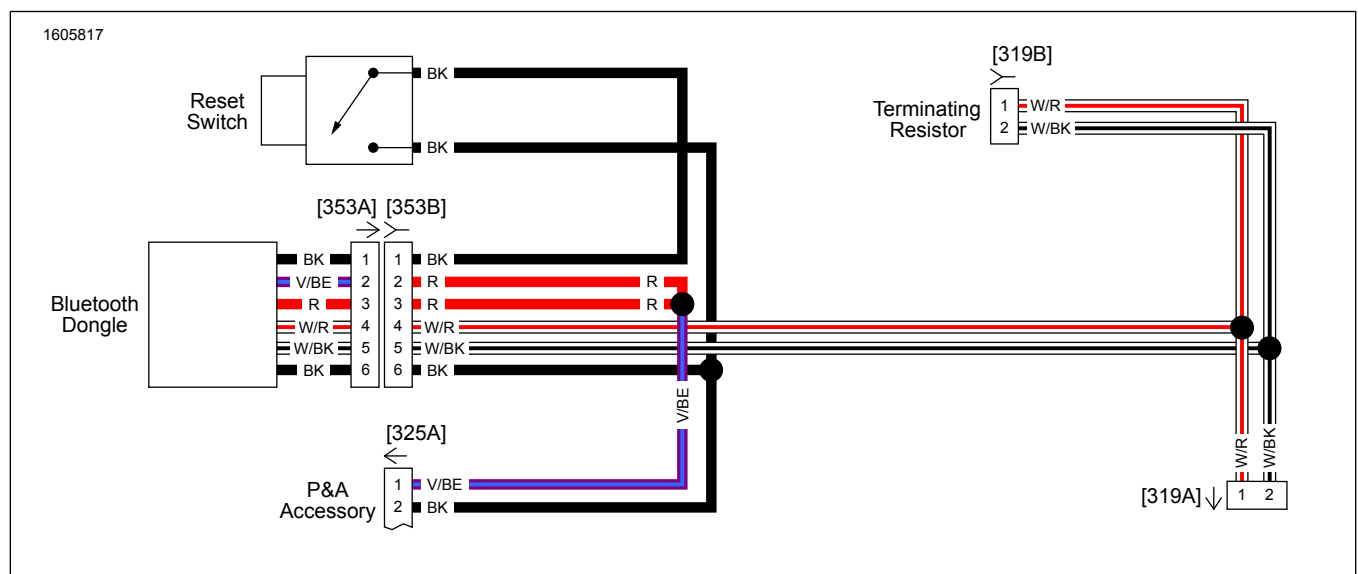 1605817
Reset
Switch
BK
BK
[319B]
Terminating
Resistor
1 W/R
2 W/BK
[353A] [353B]
Bluetooth
Dongle
BK 1 1 BK
V/BE 2 2 R R
R 3 3 R R
W/R 4 4 W/R
W/BK 5 5 W/BK
BK 6 6 BK
V/BE
[325A]
P&A
Accessory
1 V/BE
2 BK
W/R
W/BK
[319A] 1 2